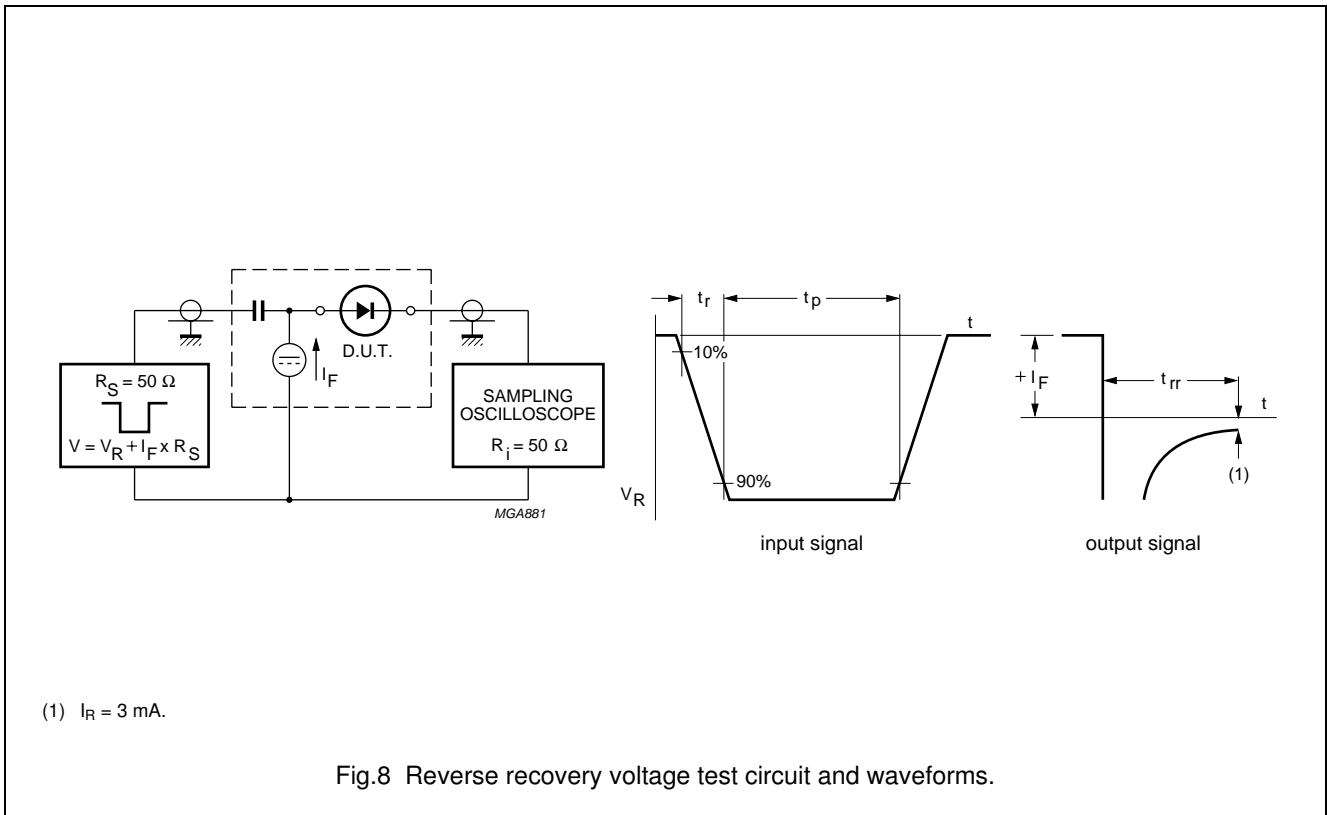 R_S = 50 Ω
V = V_R + I_F x R_S
I_F
D.U.T.
SAMPLING
OSCILLOSCOPE
R_i = 50 Ω
MGA881
t_r
t_p
t
10%
90%
V_R
input signal
+ I_F
t_rr
t
(1)
output signal
(1) I_R = 3 mA.
Fig.8 Reverse recovery voltage test circuit and waveforms.